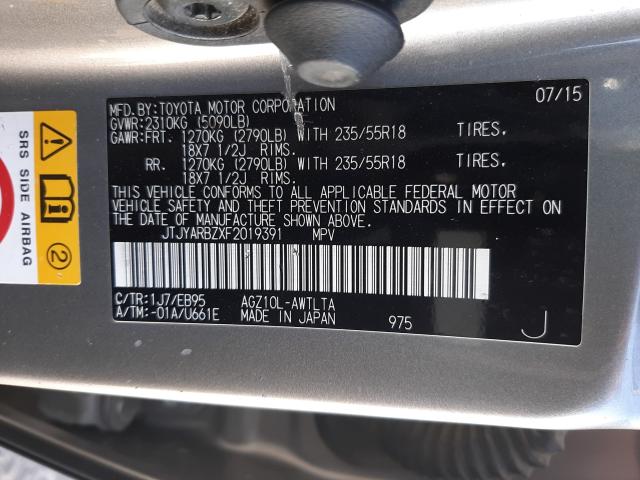 MFD.BY:TOYOTA MOTOR CORPORATION 07/15
GVWR:2310KG (5090LB)
GAWR:FRT. 1270KG (2790LB) WITH 235/55R18 TIRES.
18X7 1/2J RIMS.
RR. 1270KG (2790LB) WITH 235/55R18 TIRES.
18X7 1/2J RIMS.
THIS VEHICLE CONFORMS TO ALL APPLICABLE FEDERAL MOTOR
VEHICLE SAFETY AND THEFT PREVENTION STANDARDS IN EFFECT ON
THE DATE OF MANUFACTURE SHOWN ABOVE.
JTJYARBZXF2019391 MPV
C/TR:1J7/EB95 AGZ10L-AWTLTA
A/TM:-01A/U661E MADE IN JAPAN 975 J
SRS SIDE AIRBAG
2